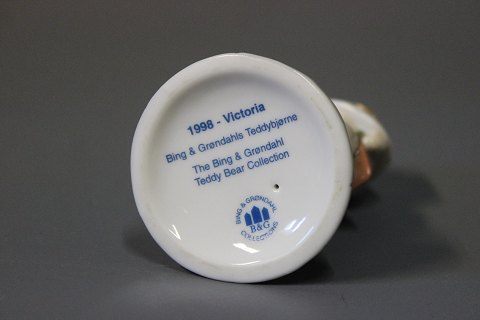 1998 - Victoria
Bing & Grøndahls Teddybjørne
The Bing & Grøndahl
Teddy Bear Collection
BING & GRØNDAHL
B&G
COLLECTIONS